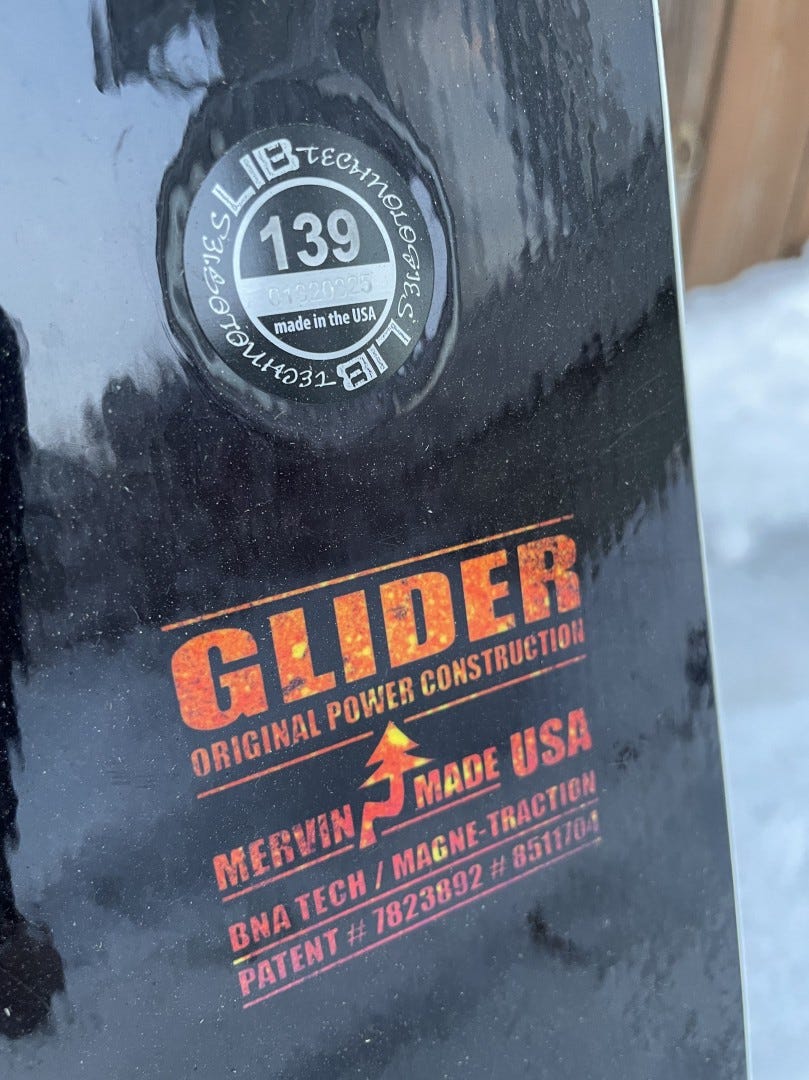 LIB TECHNOLOGIES LIB TECHNOLOGIES
139
made in the USA
GLIDER
ORIGINAL POWER CONSTRUCTION
MERVIN MADE USA
BNA TECH / MAGNE-TRACTION
PATENT # 7823892 # 8511704